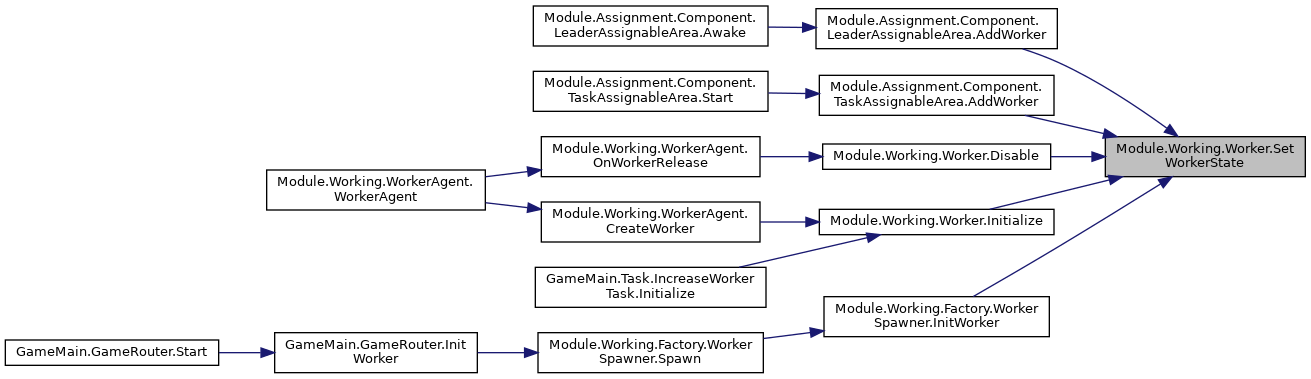 Module.Assignment.Component.
LeaderAssignableArea.Awake
Module.Assignment.Component.
LeaderAssignableArea.AddWorker
Module.Assignment.Component.
TaskAssignableArea.Start
Module.Assignment.Component.
TaskAssignableArea.AddWorker
Module.Working.WorkerAgent.
WorkerAgent
Module.Working.WorkerAgent.
OnWorkerRelease
Module.Working.Worker.Disable
Module.Working.Worker.Set
WorkerState
Module.Working.WorkerAgent.
CreateWorker
Module.Working.Worker.Initialize
GameMain.Task.IncreaseWorker
Task.Initialize
Module.Working.Factory.Worker
Spawner.InitWorker
GameMain.GameRouter.Start
GameMain.GameRouter.Init
Worker
Module.Working.Factory.Worker
Spawner.Spawn